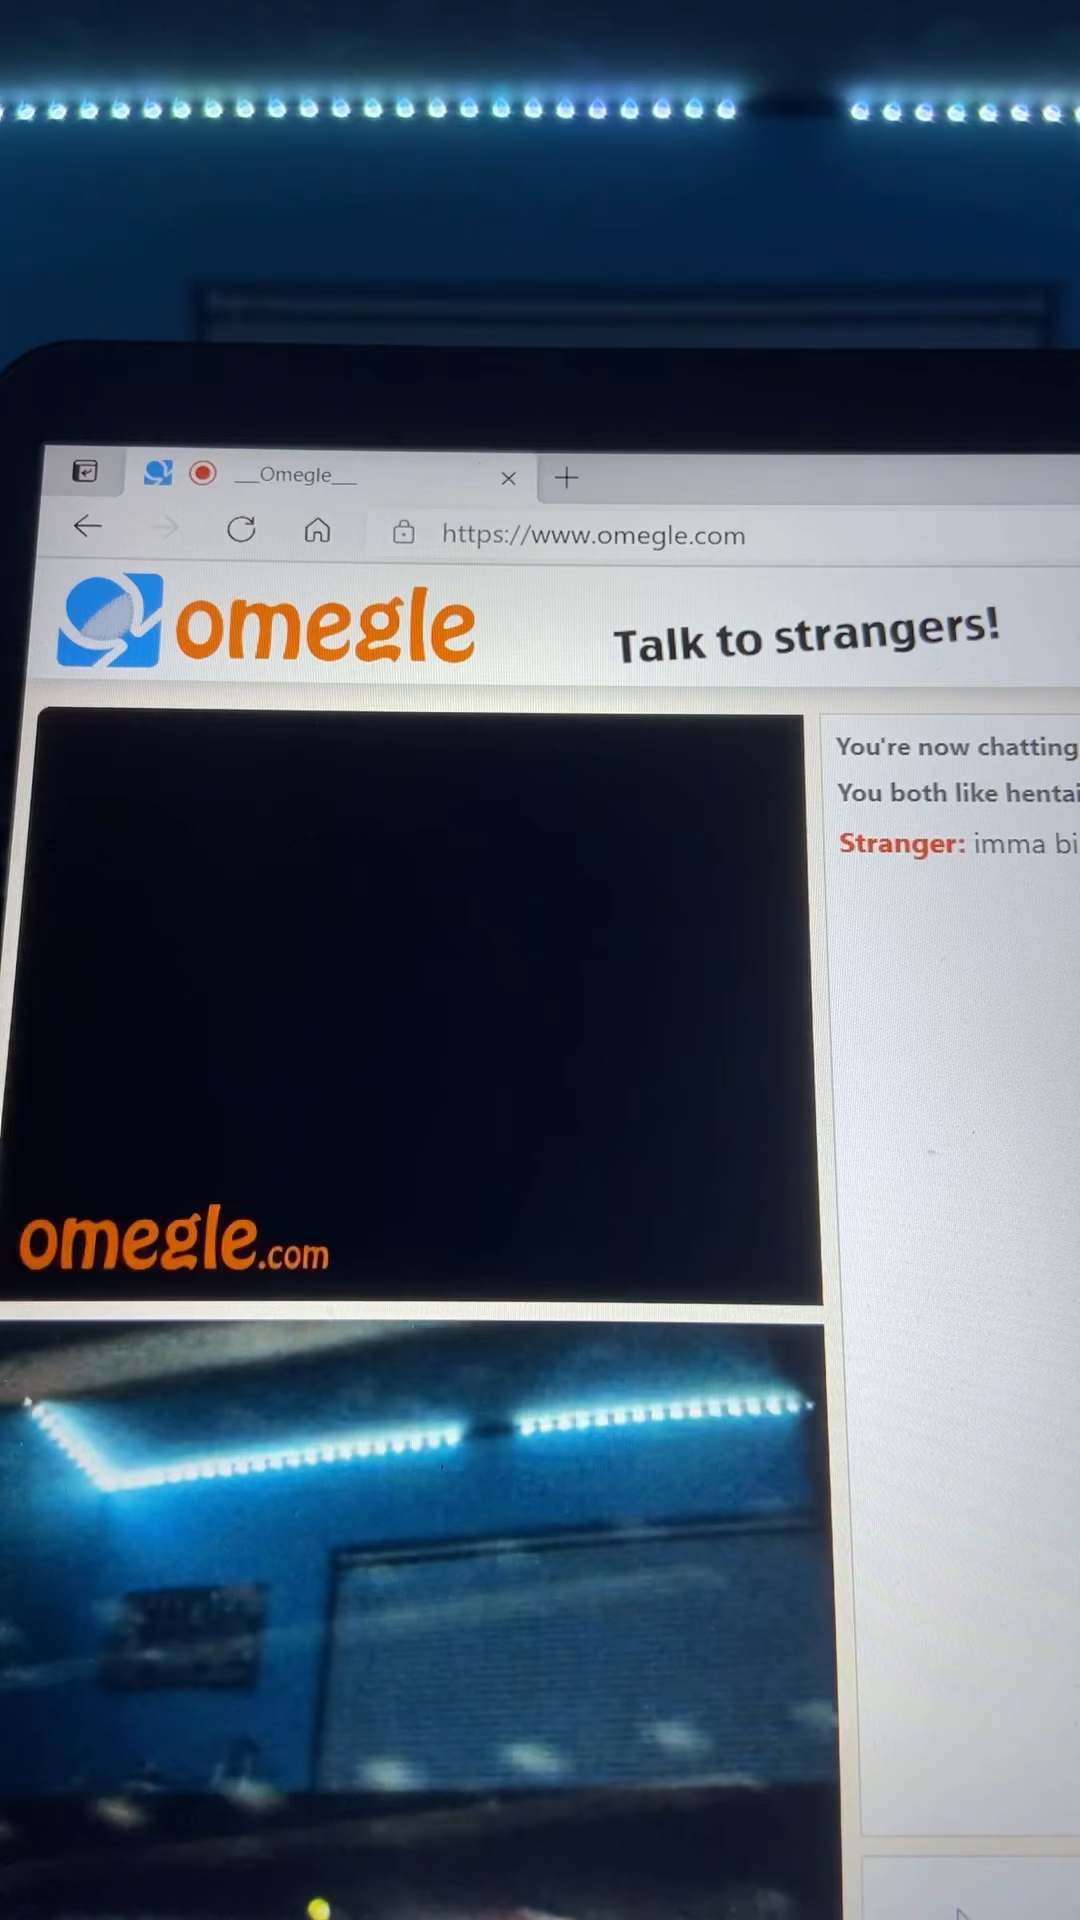 __Omegle__
https://www.omegle.com
omegle
Talk to strangers!
You're now chatting
You both like hentai
Stranger: imma bi
omegle.com